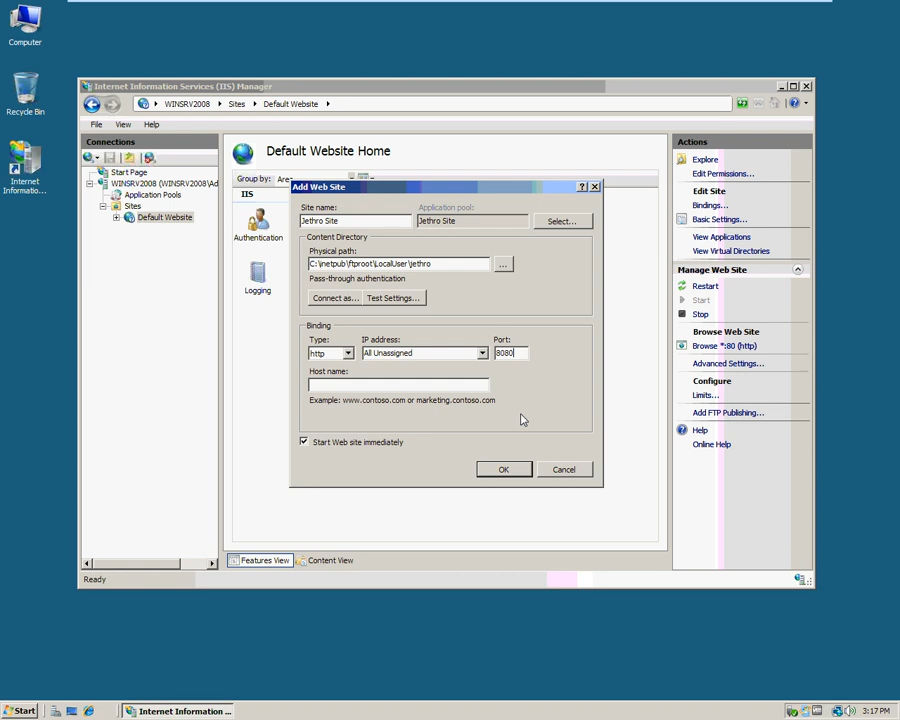 Computer
Recycle Bin
Internet
Informatio...
Internet Information Services (IIS) Manager
WINSRV2008
Sites
Default Website
File
View
Help
Connections
Start Page
WINSRV2008 (WINSRV2008\Ad
Application Pools
Sites
Default Website
Default Website Home
Group by:
IIS
Authentication
Logging
Add Web Site
Site name:
Application pool:
Jethro Site
Jethro Site
Select...
Content Directory
Physical path:
C:\inetpub\ftproot\LocalUser\jethro
...
Pass-through authentication
Connect as...
Test Settings...
Binding
Type:
IP address:
Port:
http
All Unassigned
8080
Host name:
Example: www.contoso.com or marketing.contoso.com
Start Web site immediately
OK
Cancel
Features View
Content View
Actions
Explore
Edit Permissions...
Edit Site
Bindings...
Basic Settings...
View Applications
View Virtual Directories
Manage Web Site
Restart
Start
Stop
Browse Web Site
Browse *:80 (http)
Advanced Settings...
Configure
Limits...
Add FTP Publishing...
Help
Online Help
Ready
Start
Internet Information ...
3:17 PM